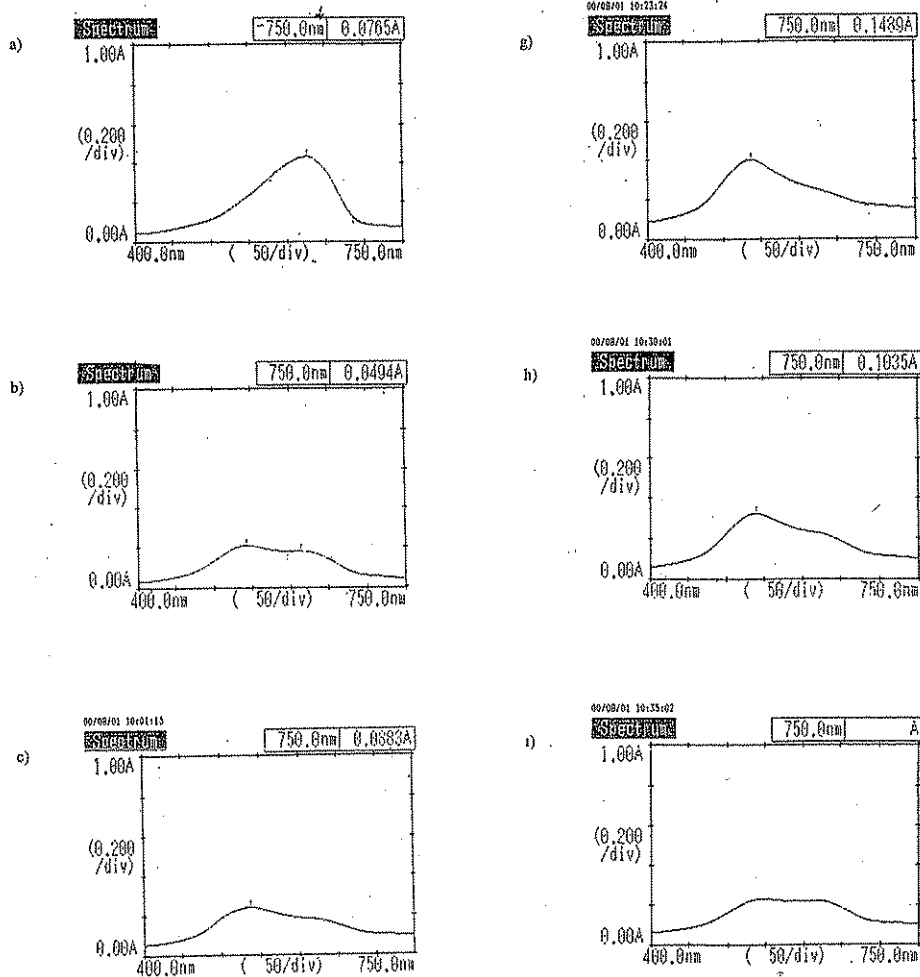 a)
Spectrum
~750.0nm 0.0765A
1.00A
(0.200
/div)
0.00A
400.0nm ( 50/div) 750.0nm
b)
Spectrum
750.0nm 0.0494A
1.00A
(0.200
/div)
0.00A
400.0nm ( 50/div) 750.0nm
c)
00/08/01 10:01:15
Spectrum
750.0nm 0.0883A
1.00A
(0.200
/div)
0.00A
400.0nm ( 50/div) 750.0nm
g)
00/08/01 10:23:24
Spectrum
750.0nm 0.1489A
1.00A
(0.200
/div)
0.00A
400.0nm ( 50/div) 750.0nm
h)
00/08/01 10:30:01
Spectrum
750.0nm 0.1035A
1.00A
(0.200
/div)
0.00A
400.0nm ( 50/div) 750.0nm
i)
00/08/01 10:35:02
Spectrum
750.0nm A
1.00A
(0.200
/div)
0.00A
400.0nm ( 50/div) 750.0nm